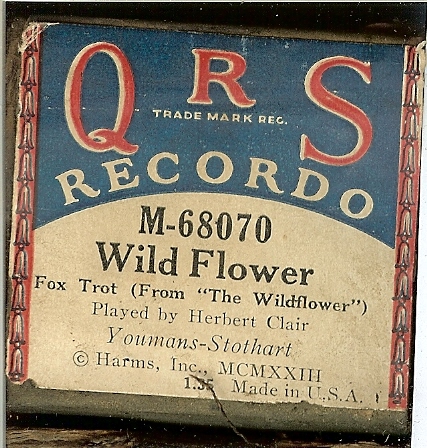 QRS
TRADE MARK REG.
RECORDO
M-68070
Wild Flower
Fox Trot (From "The Wildflower")
Played by Herbert Clair
Youmans-Stothart
© Harms, Inc., MCMXXIII
1.35 Made in U.S.A.